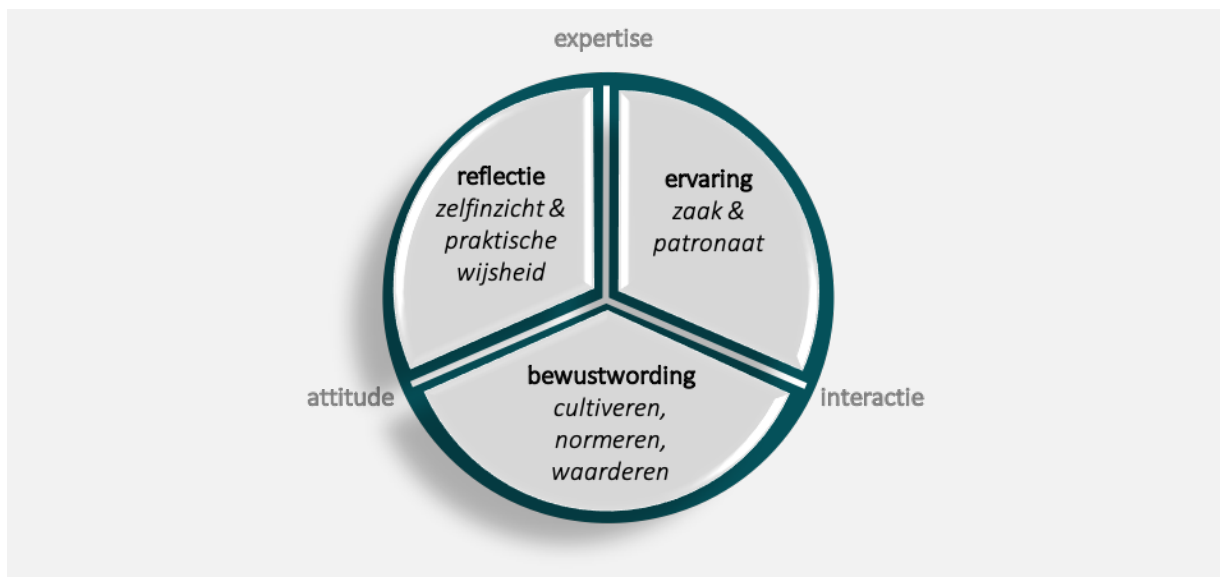 expertise
reflectie
zelfinzicht &
praktische
wijsheid
ervaring
zaak &
patronaat
bewustwording
cultiveren,
normeren,
waarderen
attitude
interactie